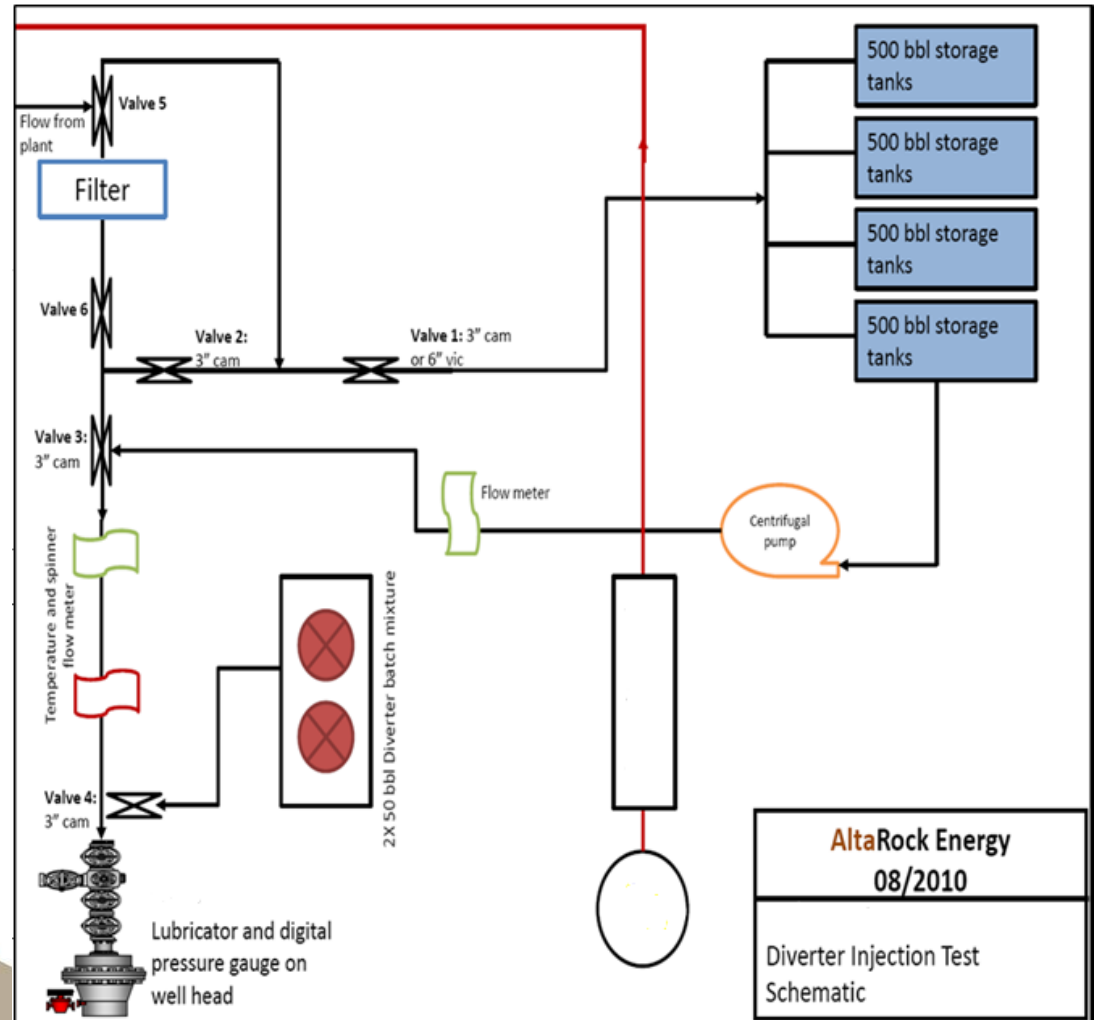 500 bbl storage
tanks
500 bbl storage
tanks
500 bbl storage
tanks
500 bbl storage
tanks
Valve 5
Flow from
plant
Filter
Valve 6
Valve 2:
3" cam
Valve 1: 3" cam
or 6" vic
Valve 3:
3" cam
Flow meter
Centrifugal
pump
Temperature and spinner
flow meter
2X 50 bbl Diverter batch mixture
Valve 4:
3" cam
Lubricator and digital
pressure gauge on
well head
AltaRock Energy
08/2010
Diverter Injection Test
Schematic